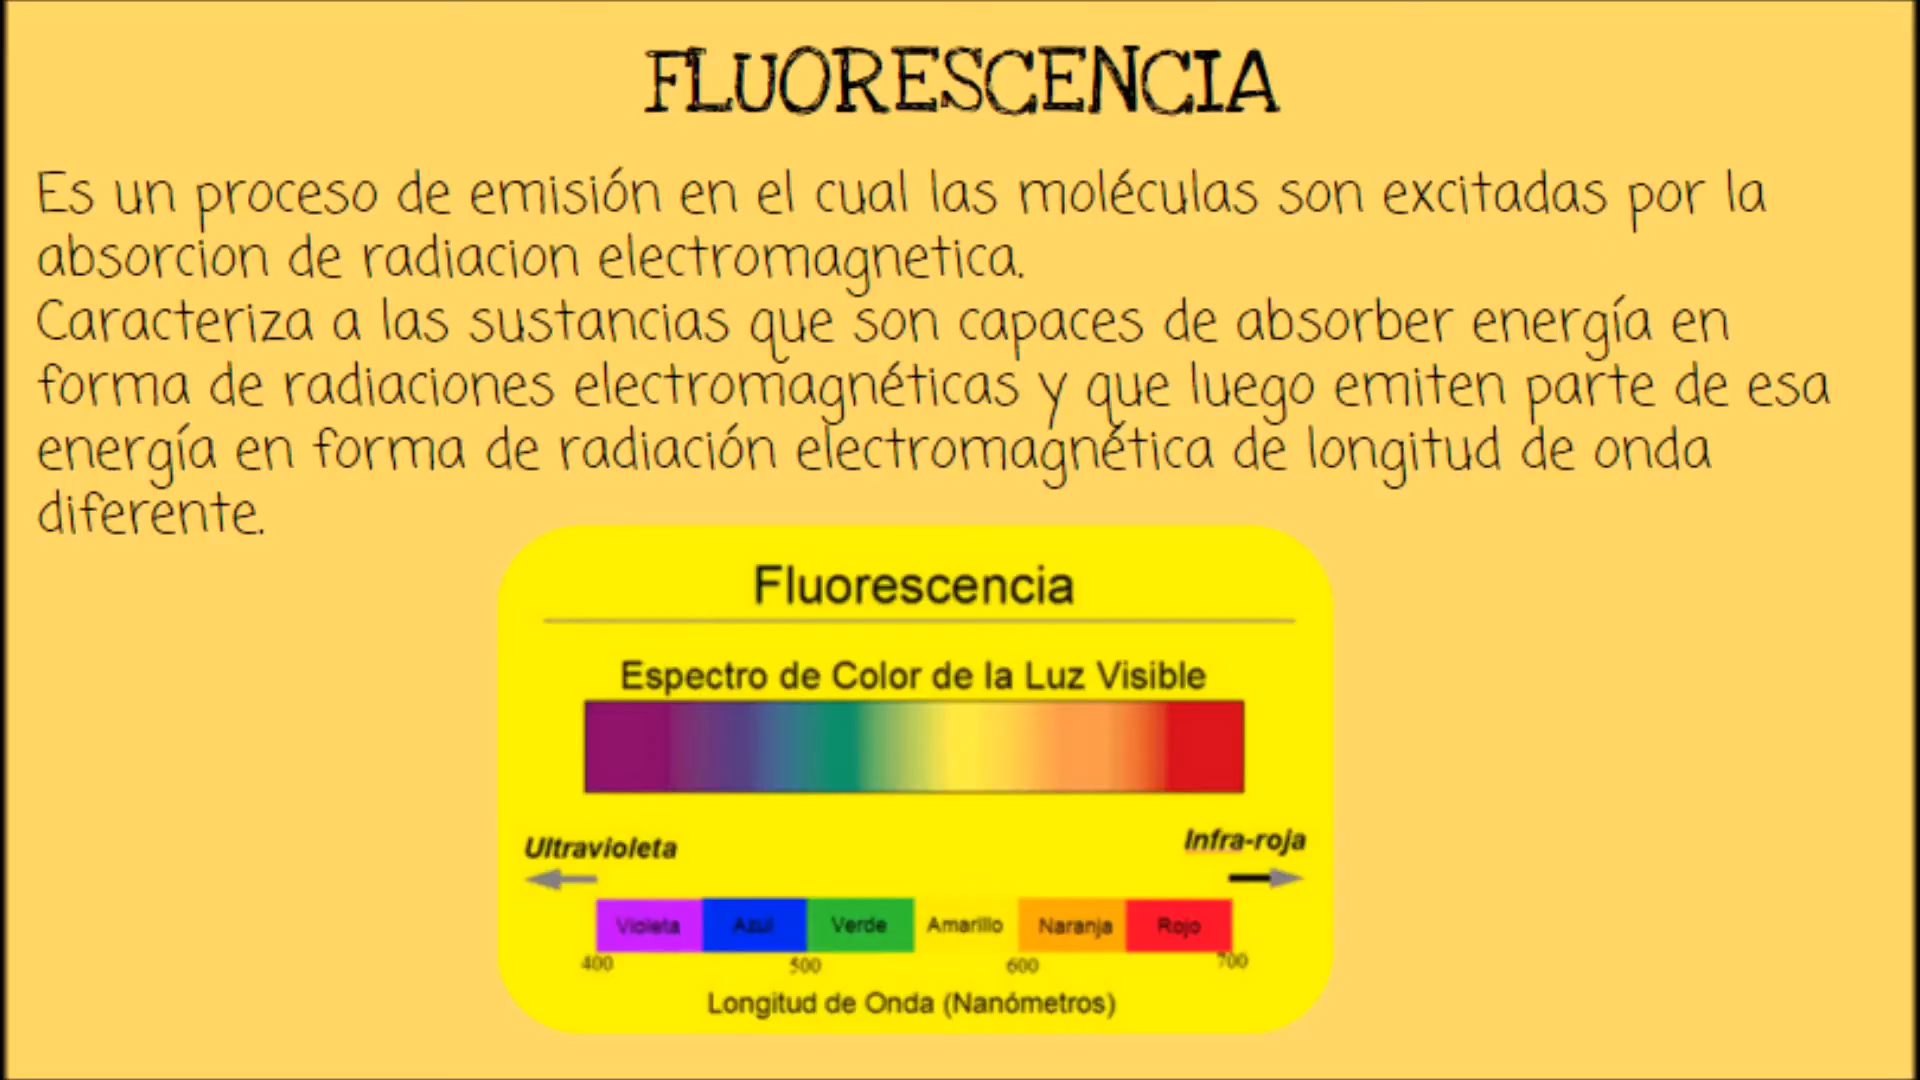 FLUORESCENCIA
Es un proceso de emisión en el cual las moléculas son excitadas por la
absorcion de radiacion electromagnetica.
Caracteriza a las sustancias que son capaces de absorber energía en
forma de radiaciones electromagnéticas y que luego emiten parte de esa
energía en forma de radiación electromagnética de longitud de onda
diferente.
Fluorescencia
Espectro de Color de la Luz Visible
Ultravioleta
Infra-roja
Violeta Azul Verde Amarillo Naranja Rojo
400 500 600 700
Longitud de Onda (Nanómetros)